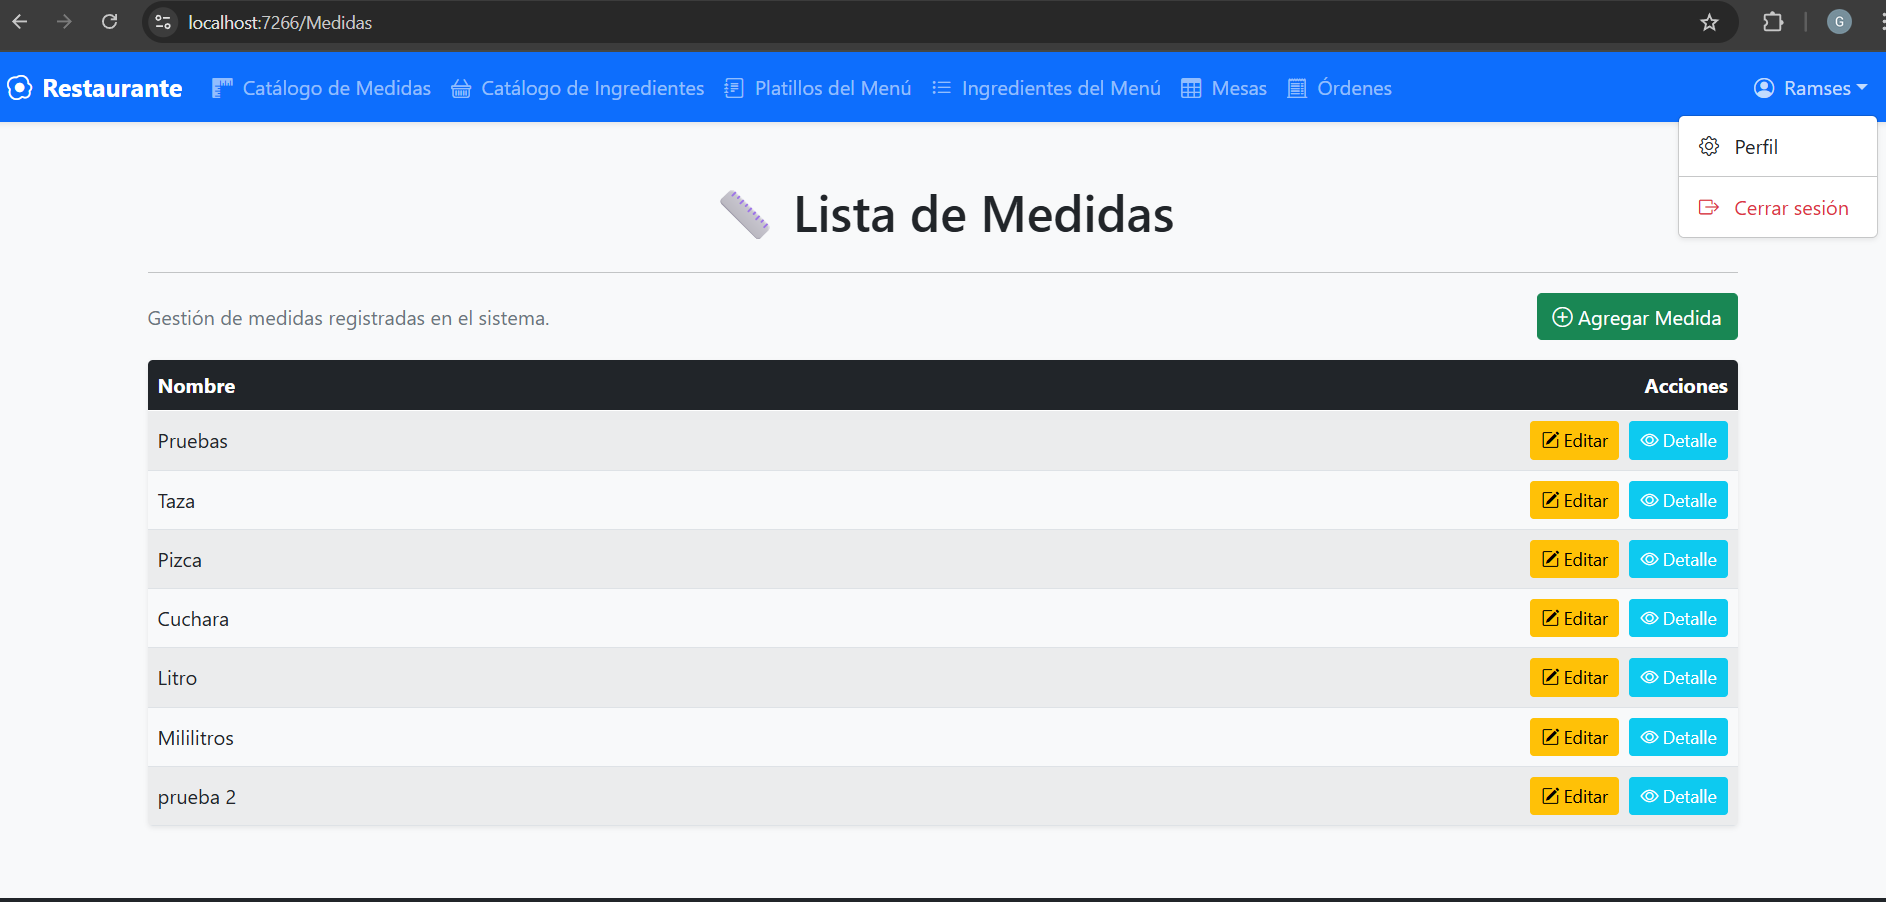 localhost:7266/Medidas
G
Restaurante Catálogo de Medidas Catálogo de Ingredientes Platillos del Menú Ingredientes del Menú Mesas Órdenes Ramses
Perfil
Cerrar sesión
Lista de Medidas
Gestión de medidas registradas en el sistema. Agregar Medida
Nombre Acciones
Pruebas Editar Detalle
Taza Editar Detalle
Pizca Editar Detalle
Cuchara Editar Detalle
Litro Editar Detalle
Mililitros Editar Detalle
prueba 2 Editar Detalle